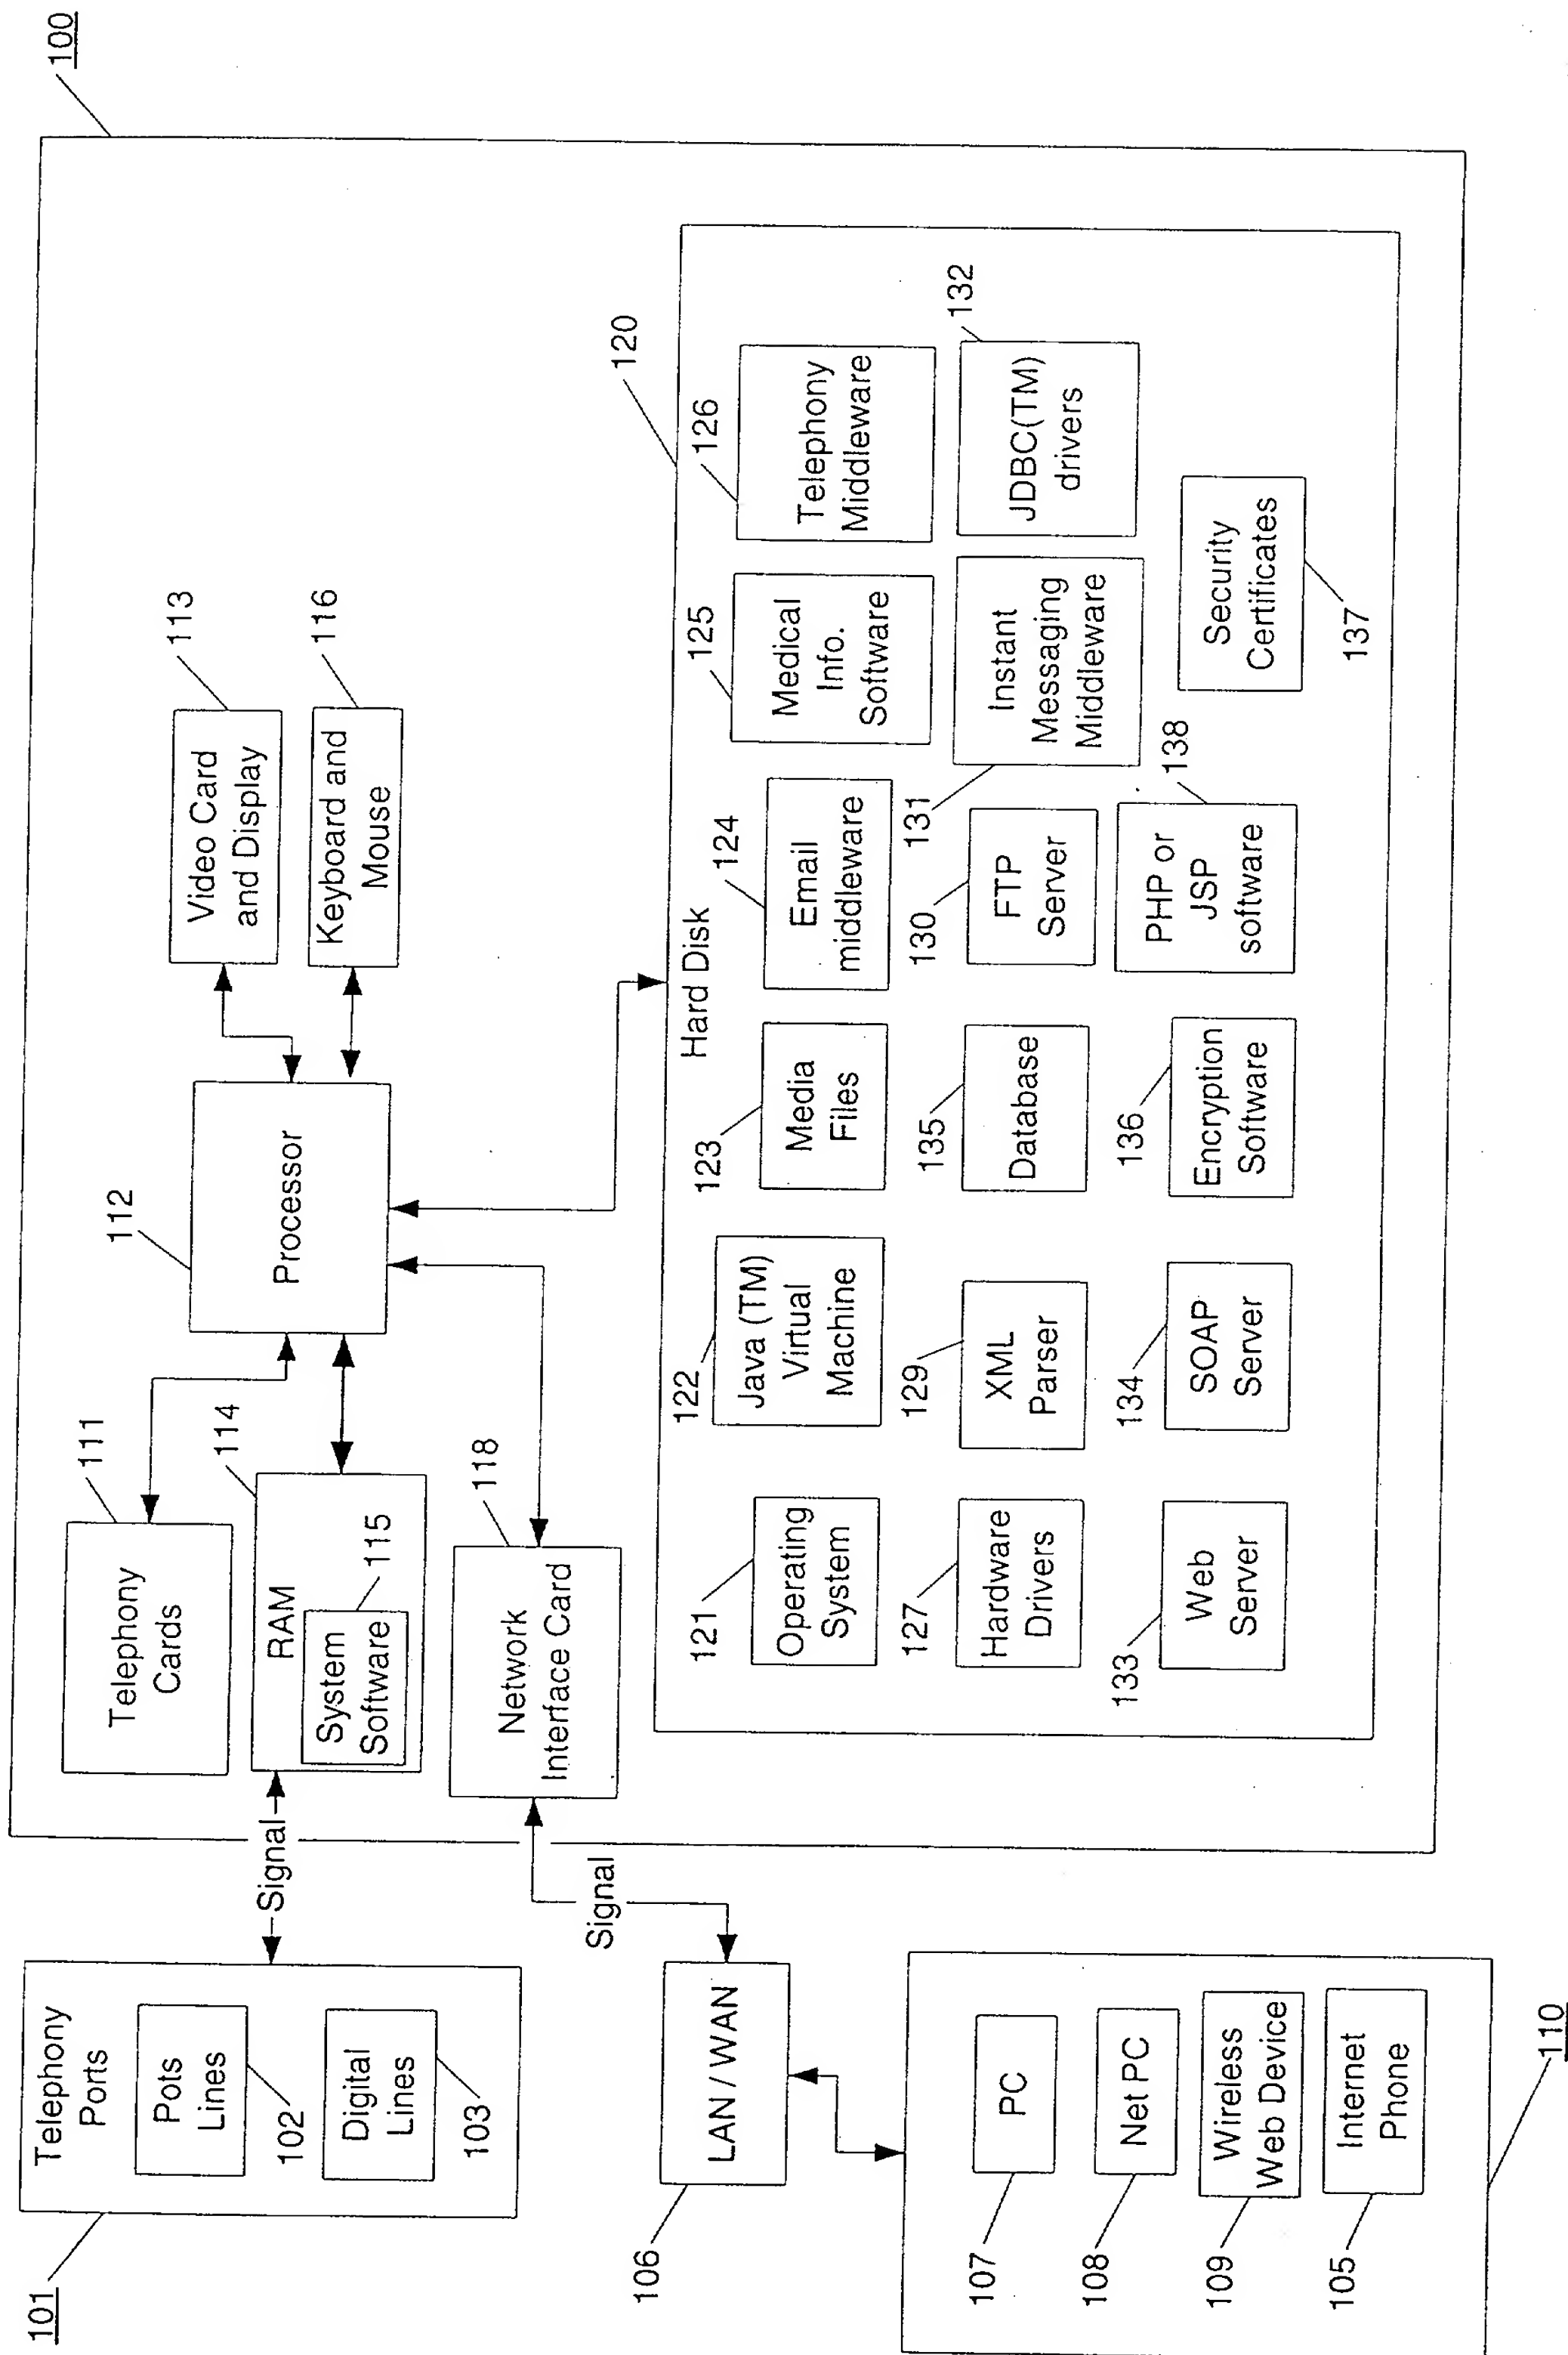 100
101
Telephony
Ports
Pots
Lines
102
Digital
Lines
103
Signal
Telephony
Cards
111
RAM
114
System
Software
115
Network
Interface Card
118
Signal
Processor
112
Video Card
and Display
113
Keyboard and
Mouse
116
LAN / WAN
106
PC
107
Net PC
108
Wireless
Web Device
109
Internet
Phone
105
110
Hard Disk
120
Operating
System
121
Java (TM)
Virtual
Machine
122
Media
Files
123
Email
middleware
124
Medical
Info.
Software
125
Telephony
Middleware
126
Hardware
Drivers
127
XML
Parser
129
Database
135
FTP
Server
130
Instant
Messaging
Middleware
131
JDBC(TM)
drivers
132
Web
Server
133
SOAP
Server
134
Encryption
Software
136
PHP or
JSP
software
138
Security
Certificates
137